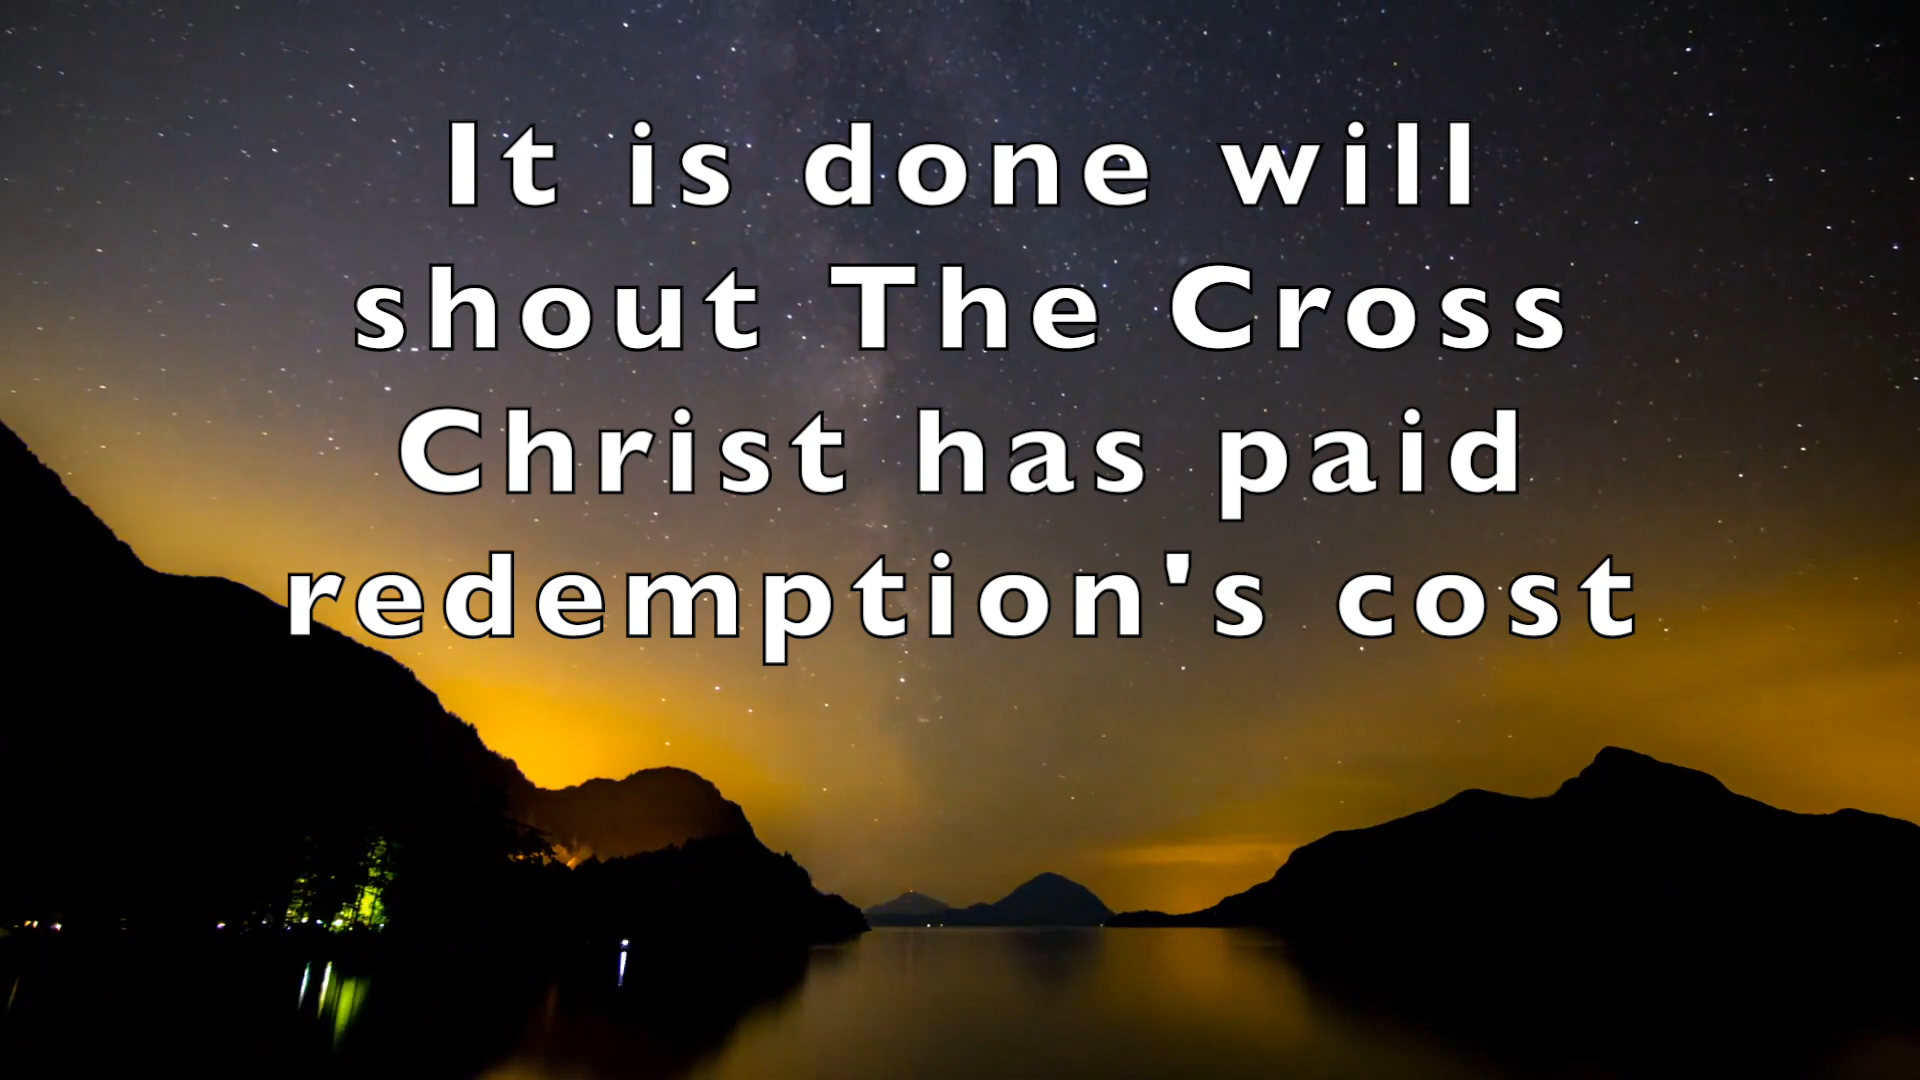 It is done will
shout The Cross
Christ has paid
redemption's cost